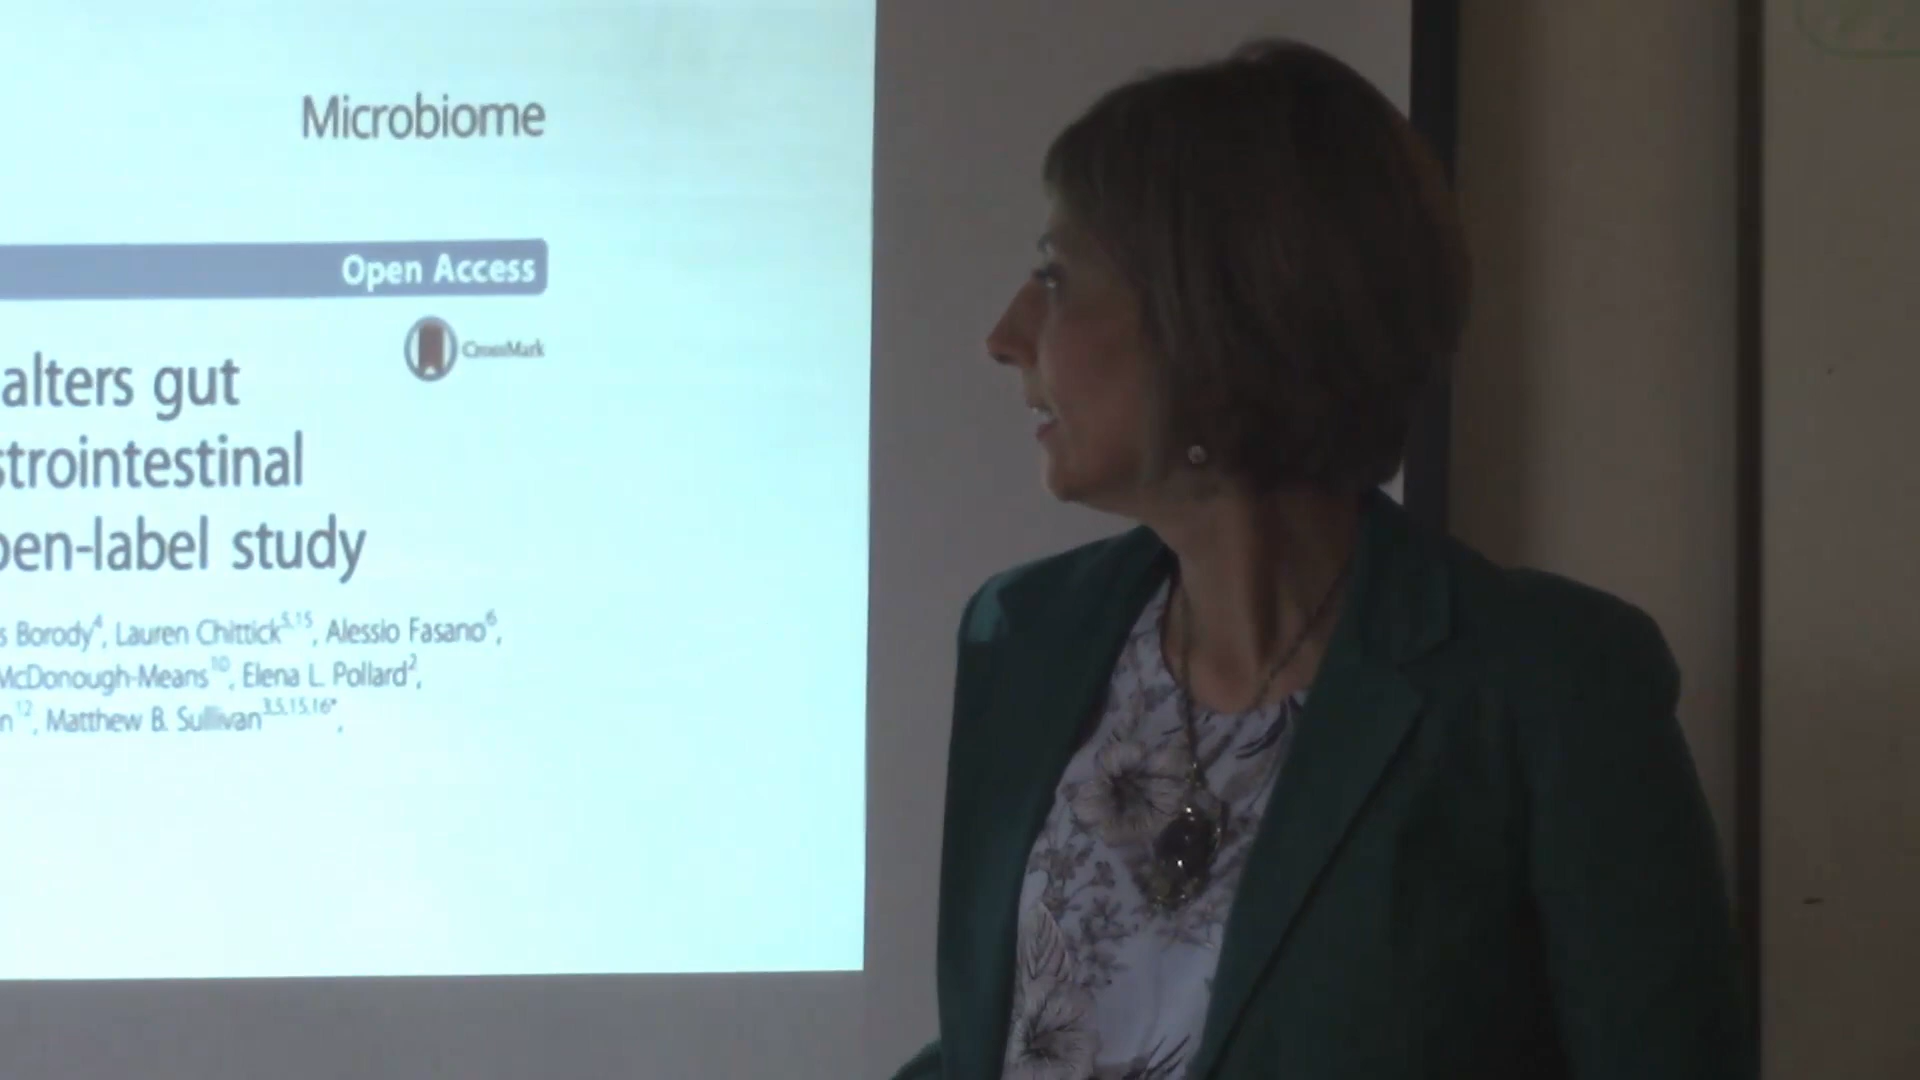 Microbiome
Open Access
CrossMark
alters gut
strointestinal
pen-label study
s Borody4, Lauren Chittick5,15, Alessio Fasano6,
McDonough-Means10, Elena L. Pollard2,
n12, Matthew B. Sullivan3,5,15,16*,